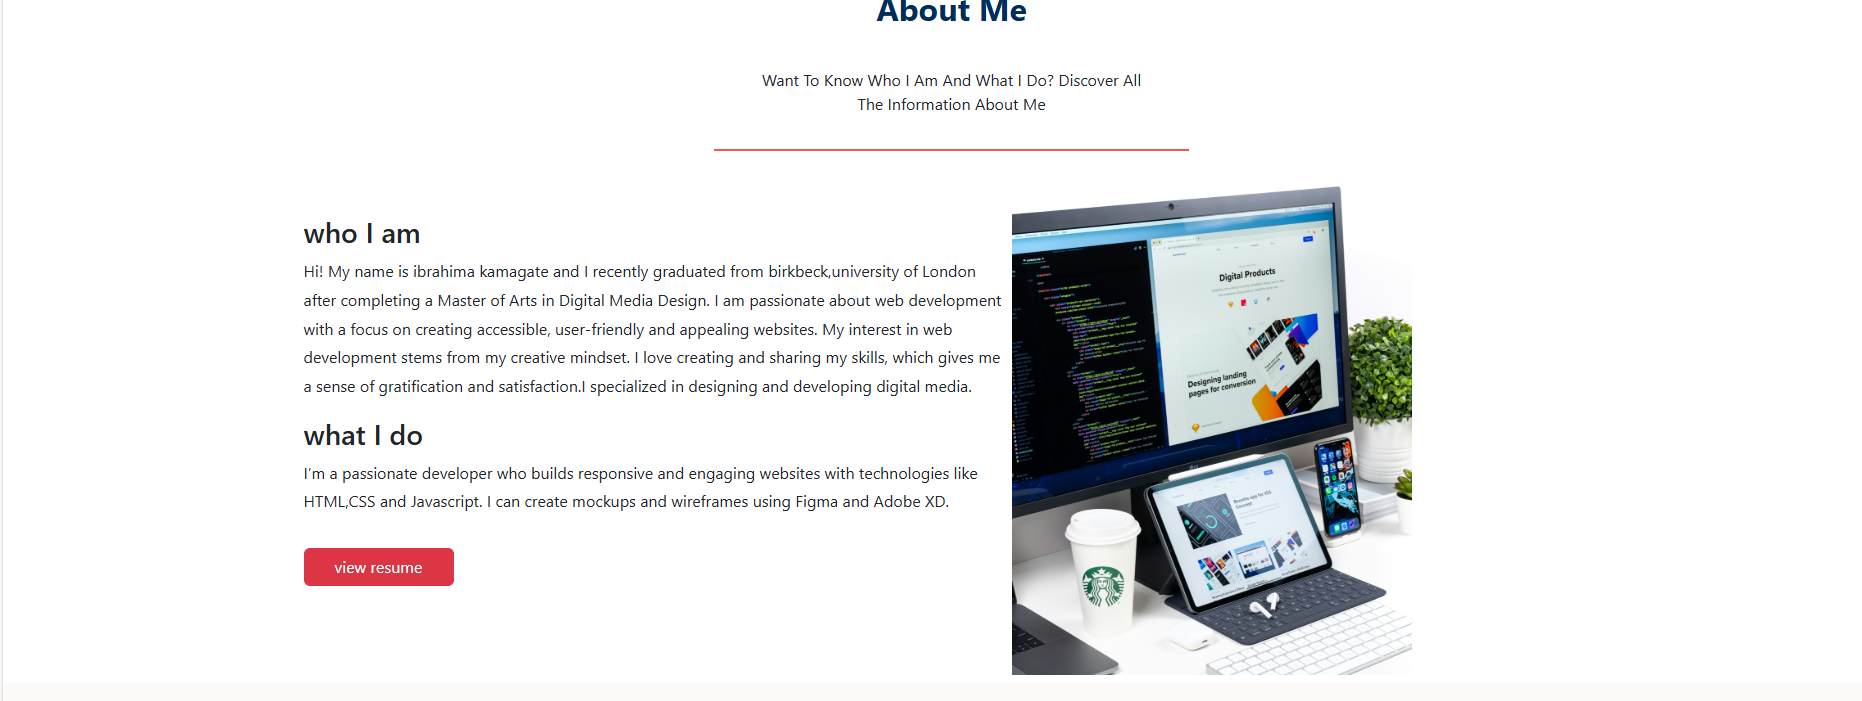 About Me
Want To Know Who I Am And What I Do? Discover All
The Information About Me
who I am
Hi! My name is ibrahima kamagate and I recently graduated from birkbeck,university of London
after completing a Master of Arts in Digital Media Design. I am passionate about web development
with a focus on creating accessible, user-friendly and appealing websites. My interest in web
development stems from my creative mindset. I love creating and sharing my skills, which gives me
a sense of gratification and satisfaction.I specialized in designing and developing digital media.
what I do
I'm a passionate developer who builds responsive and engaging websites with technologies like
HTML,CSS and Javascript. I can create mockups and wireframes using Figma and Adobe XD.
view resume
Digital Products
Designing landing
pages for conversion
LG